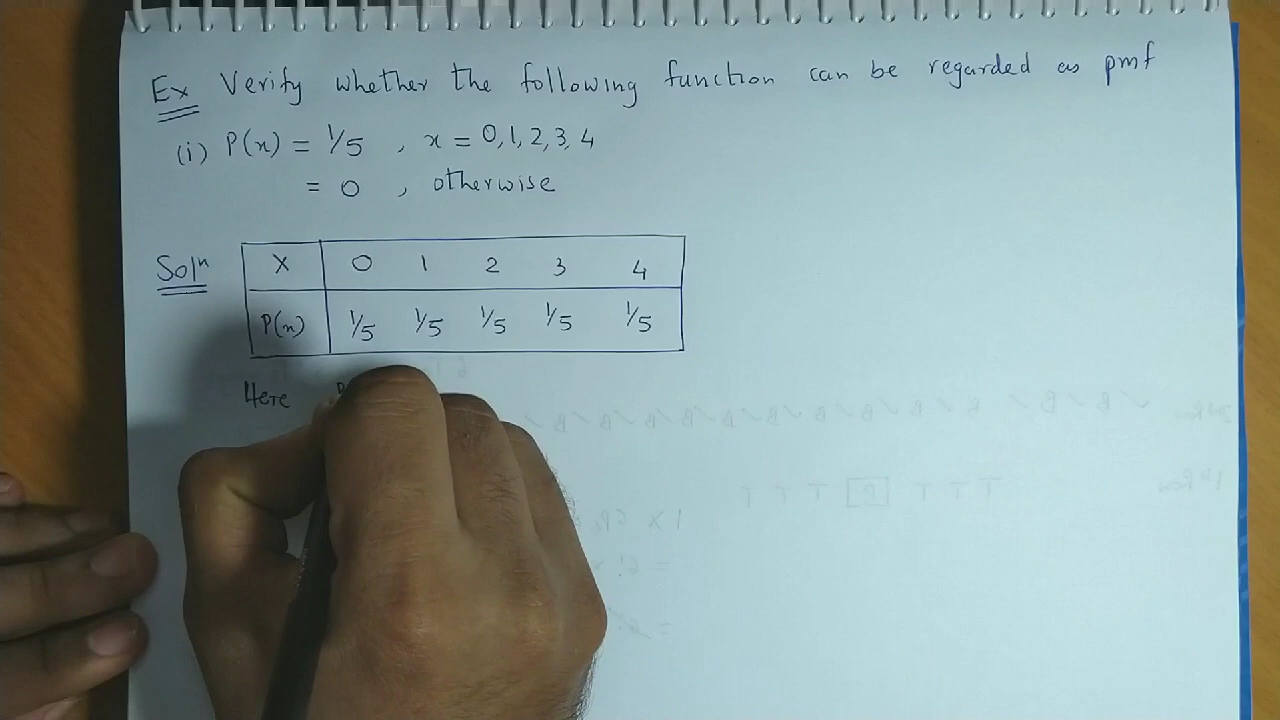 Ex Verify whether the following function can be regarded as pmf
(i) P(x) = 1/5 , x = 0, 1, 2, 3, 4
= 0 , otherwise
Solⁿ
X 0 1 2 3 4
P(x) 1/5 1/5 1/5 1/5 1/5
Here